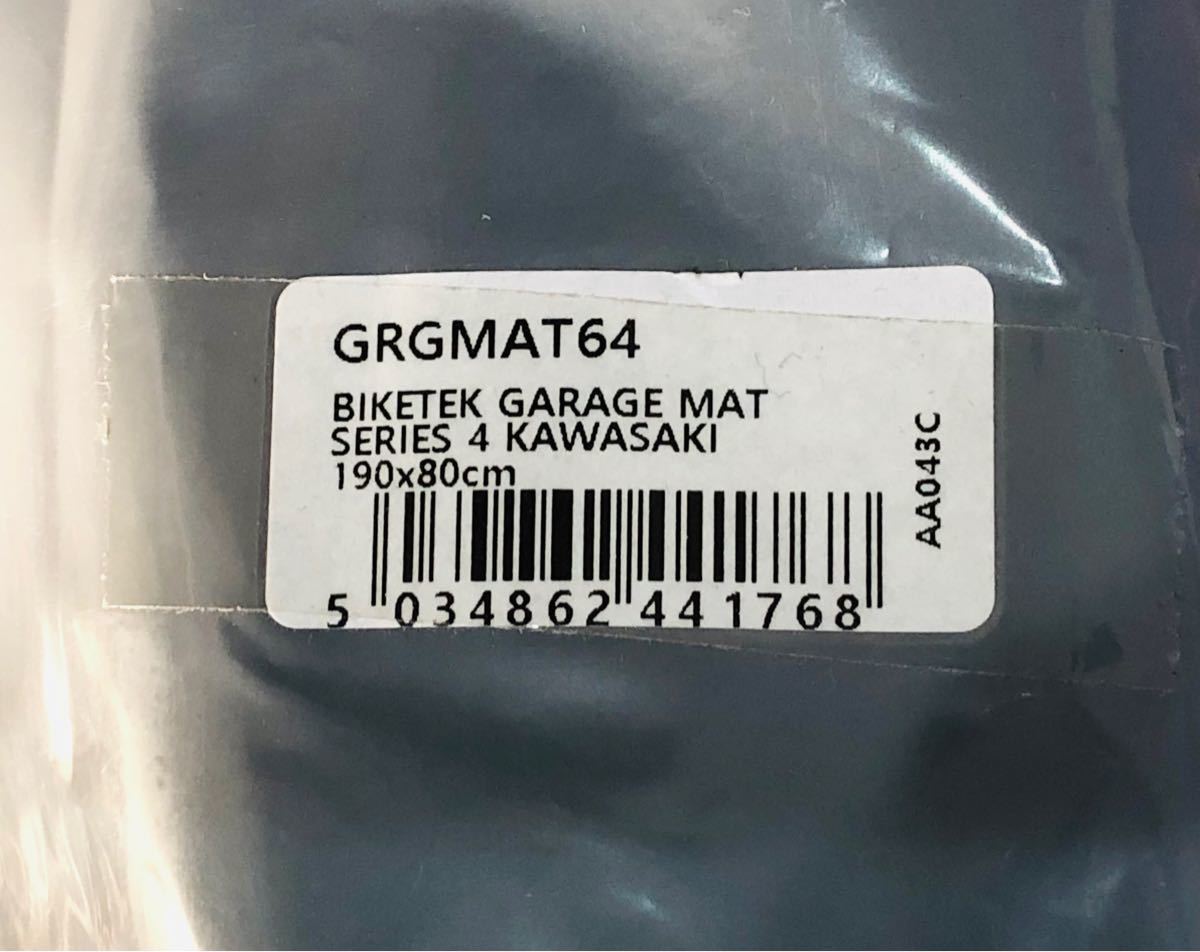 GRGMAT64
BIKETEK GARAGE MAT
SERIES 4 KAWASAKI
190x80cm
5 034862 441768
AA043C